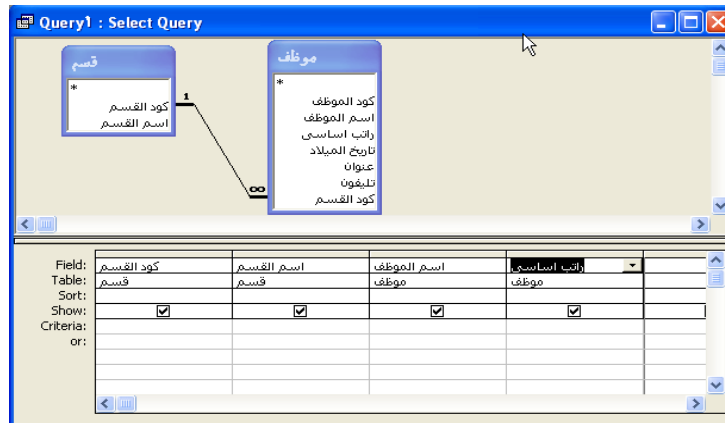 Query1 : Select Query
قسم
*
كود القسم
اسم القسم
1
∞
موظف
*
كود الموظف
اسم الموظف
راتب اساسى
تاريخ الميلاد
عنوان
تليفون
كود القسم
Field: كود القسم اسم القسم اسم الموظف راتب اساسى
Table: قسم قسم موظف موظف
Sort:
Show:
Criteria:
or: